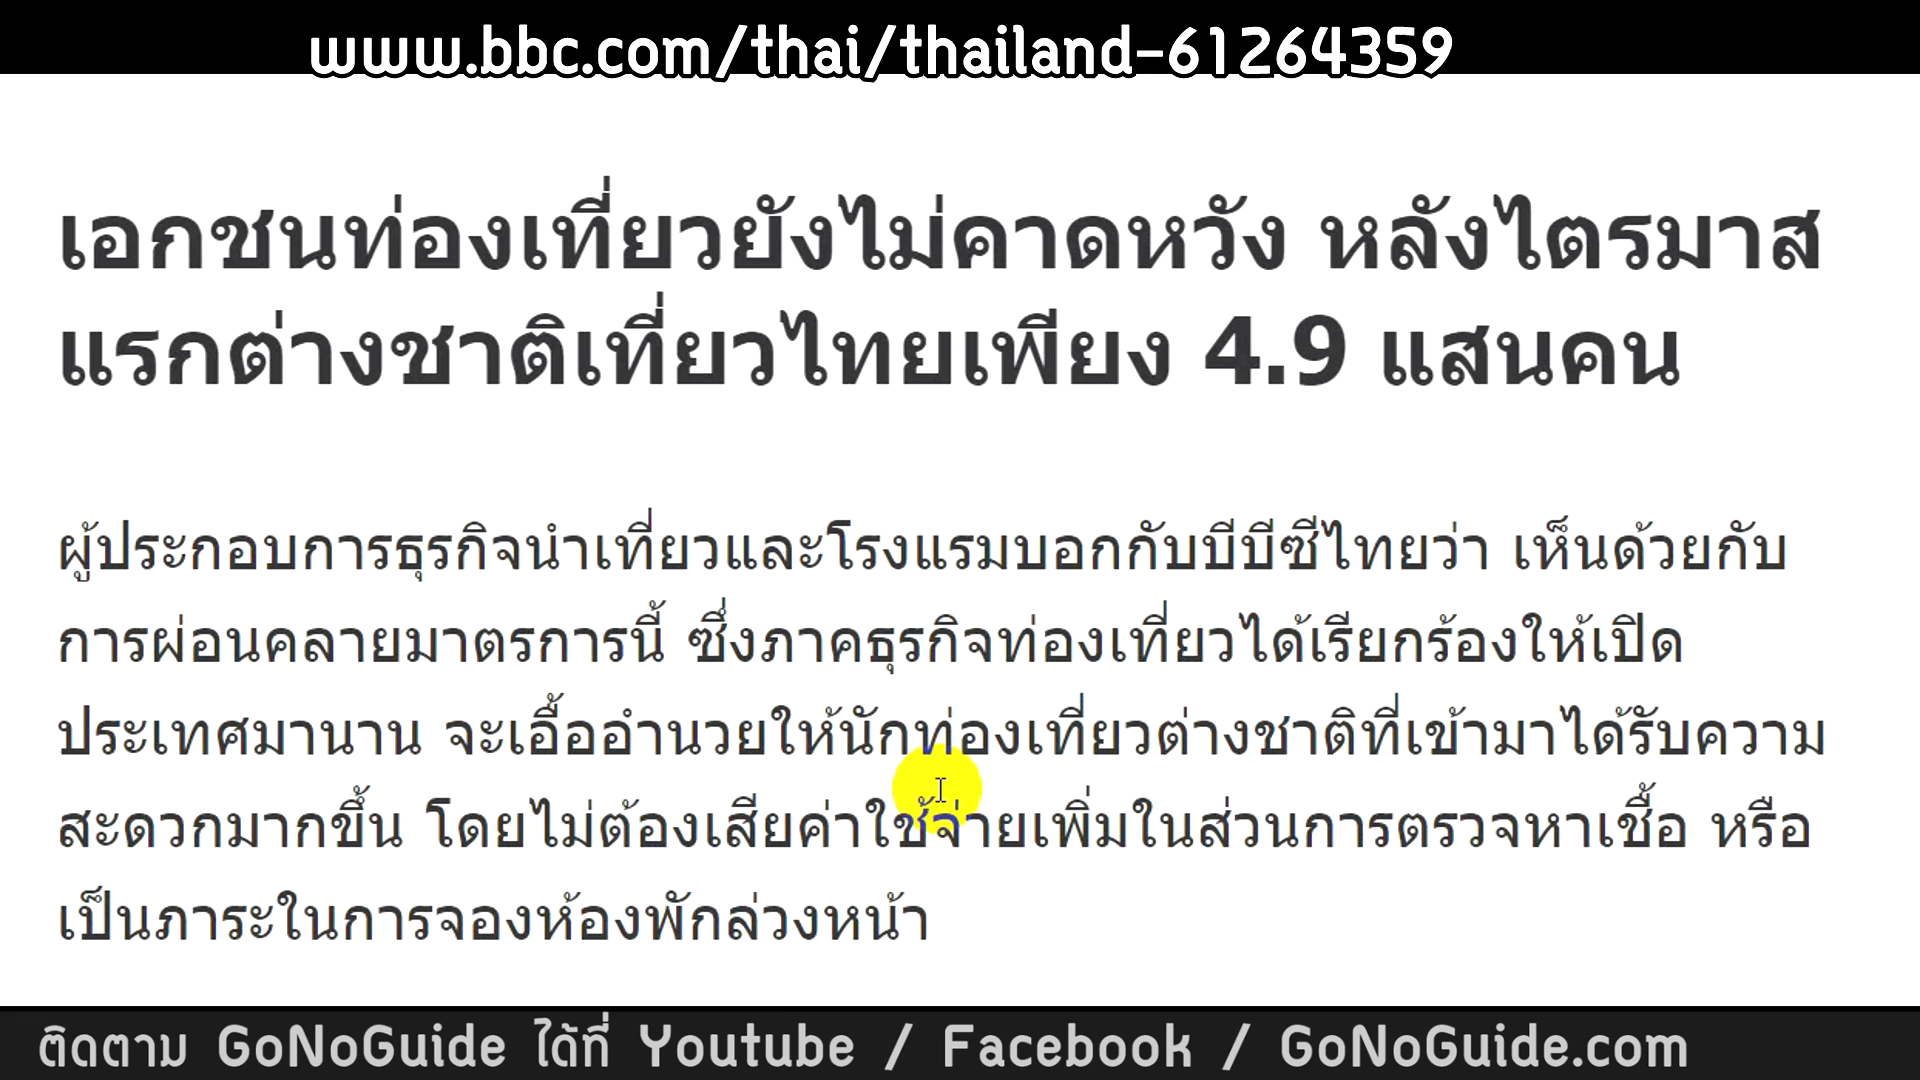 www.bbc.com/thai/thailand-61264359
เอกชนท่องเที่ยวยังไม่คาดหวัง หลังไตรมาส
แรกต่างชาติเที่ยวไทยเพียง 4.9 แสนคน
ผู้ประกอบการธุรกิจนำเที่ยวและโรงแรมบอกกับบีบีซีไทยว่า เห็นด้วยกับ
การผ่อนคลายมาตรการนี้ ซึ่งภาคธุรกิจท่องเที่ยวได้เรียกร้องให้เปิด
ประเทศมานาน จะเอื้ออำนวยให้นักท่องเที่ยวต่างชาติที่เข้ามาได้รับความ
สะดวกมากขึ้น โดยไม่ต้องเสียค่าใช้จ่ายเพิ่มในส่วนการตรวจหาเชื้อ หรือ
เป็นภาระในการจองห้องพักล่วงหน้า
ติดตาม GoNoGuide ได้ที่ Youtube / Facebook / GoNoGuide.com